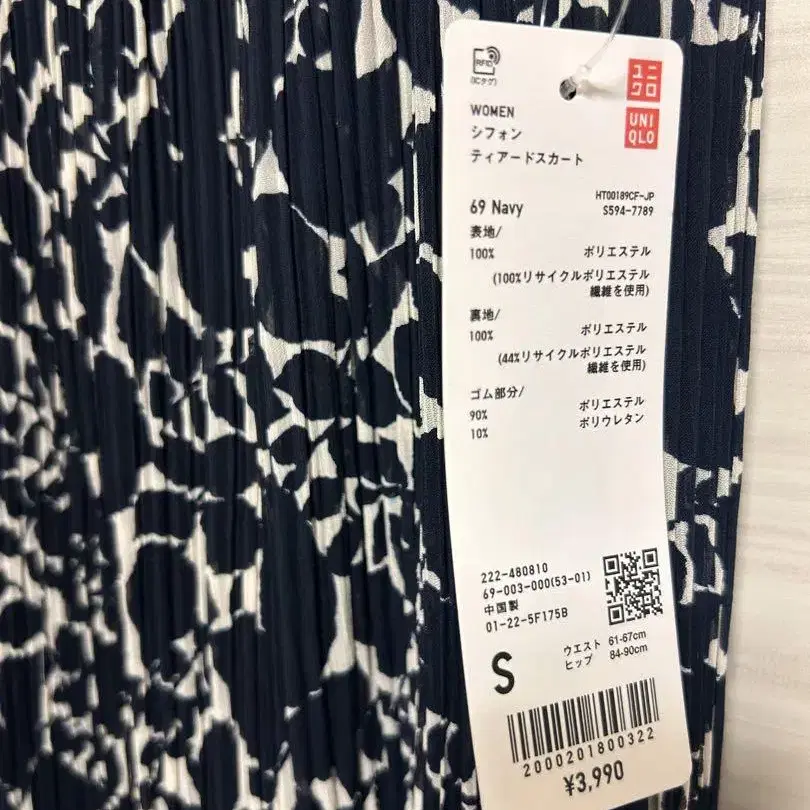 RFID
(ICタグ)
ユニ
クロ
UNI
QLO
WOMEN
シフォン
ティアードスカート
HT00189CF-JP
69 Navy
S594-7789
表地/
100% ポリエステル
(100%リサイクルポリエステル
繊維を使用)
裏地/
100% ポリエステル
(44%リサイクルポリエステル
繊維を使用)
ゴム部分/
90% ポリエステル
10% ポリウレタン
222-480810
69-003-000(53-01)
中国製
01-22-5F175B
S
ウエスト 61-67cm
ヒップ 84-90cm
2000201800322
¥3,990